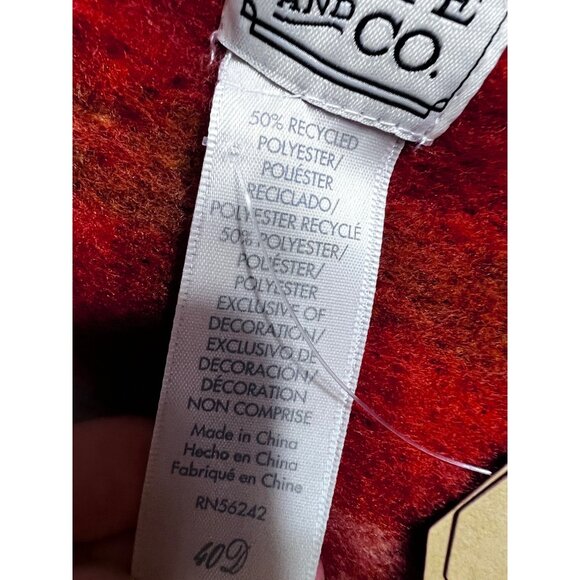 AND
CO.
50% RECYCLED
POLYESTER/
POLIÉSTER
RECICLADO/
POLYESTER RECYCLÉ
50% POLYESTER/
POLIÉSTER/
POLYESTER
EXCLUSIVE OF
DECORATION/
EXCLUSIVO DE
DECORACIÓN/
DÉCORATION
NON COMPRISE
Made in China
Hecho en China
Fabriqué en Chine
RN56242
40D